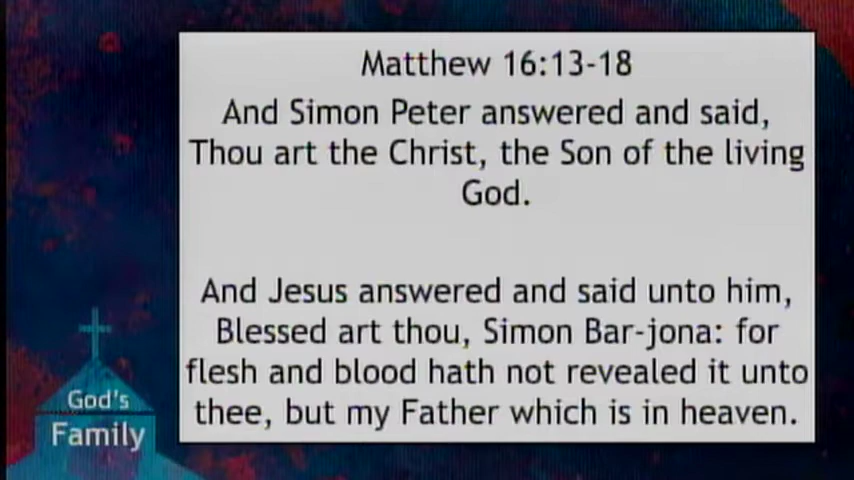 Matthew 16:13-18
And Simon Peter answered and said,
Thou art the Christ, the Son of the living
God.
And Jesus answered and said unto him,
Blessed art thou, Simon Bar-jona: for
flesh and blood hath not revealed it unto
thee, but my Father which is in heaven.
God's
Family